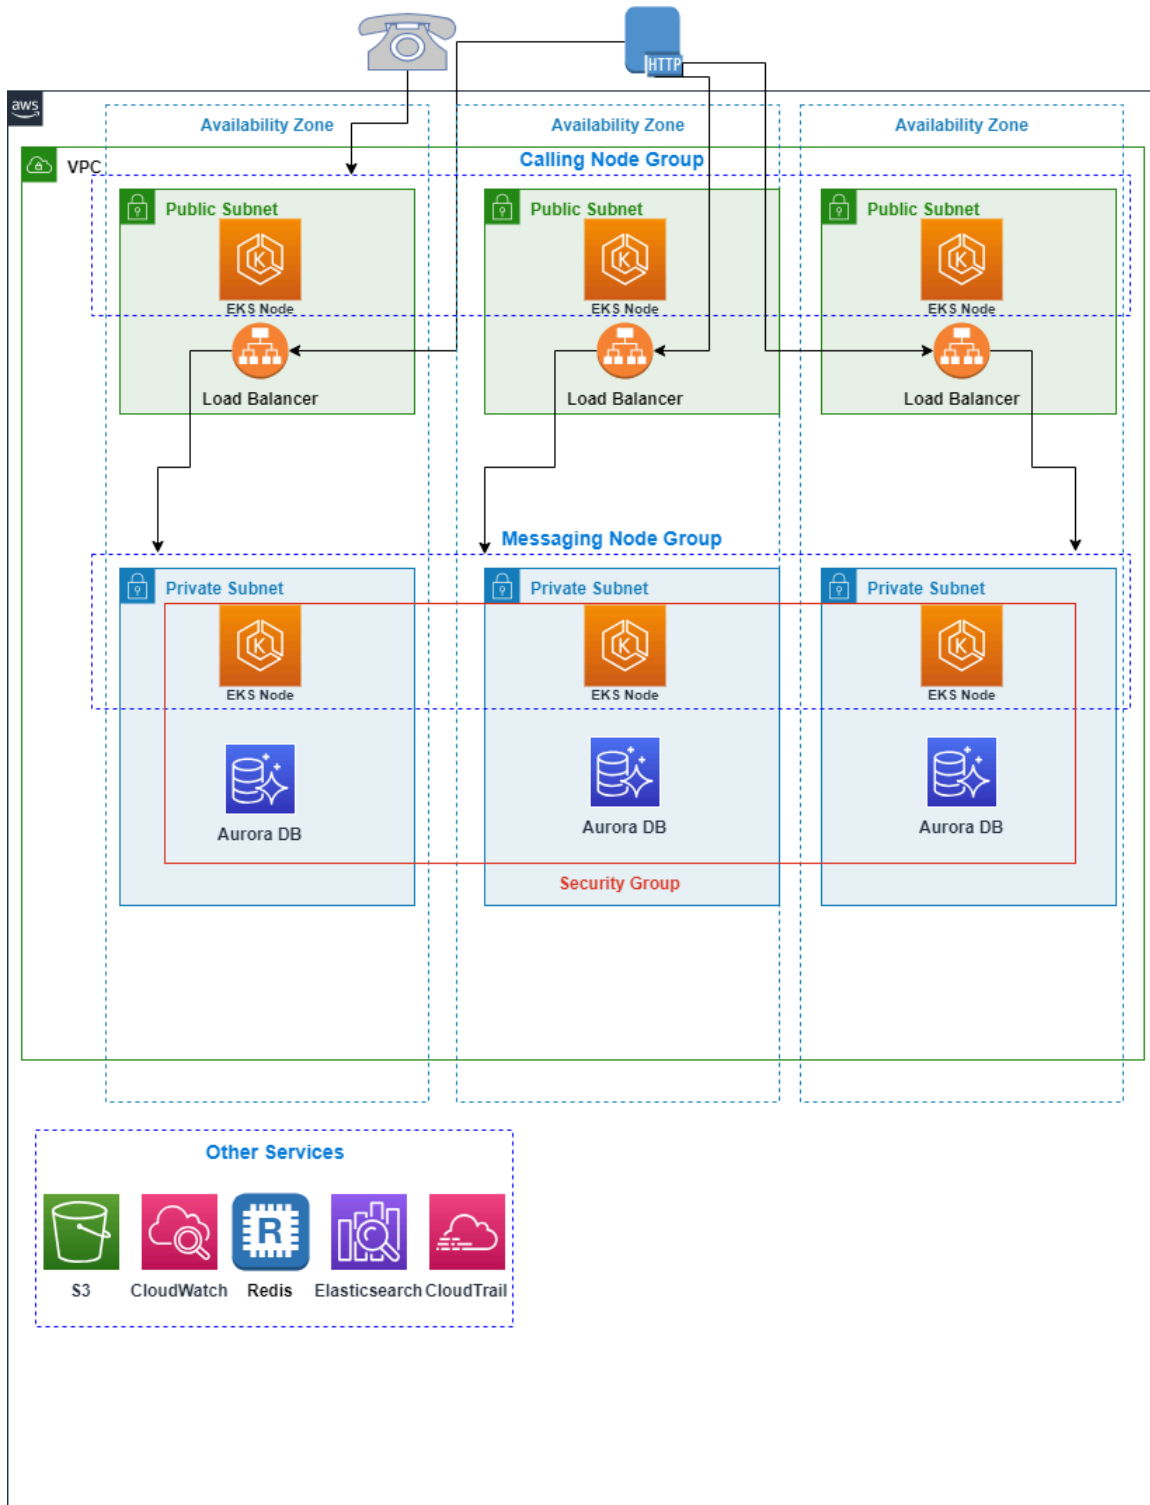 HTTP
aws
Availability Zone
Availability Zone
Availability Zone
VPC
Calling Node Group
Public Subnet
Public Subnet
Public Subnet
EKS Node
EKS Node
EKS Node
Load Balancer
Load Balancer
Load Balancer
Messaging Node Group
Private Subnet
Private Subnet
Private Subnet
EKS Node
EKS Node
EKS Node
Aurora DB
Aurora DB
Aurora DB
Security Group
Other Services
R
S3
CloudWatch
Redis
Elasticsearch
CloudTrail